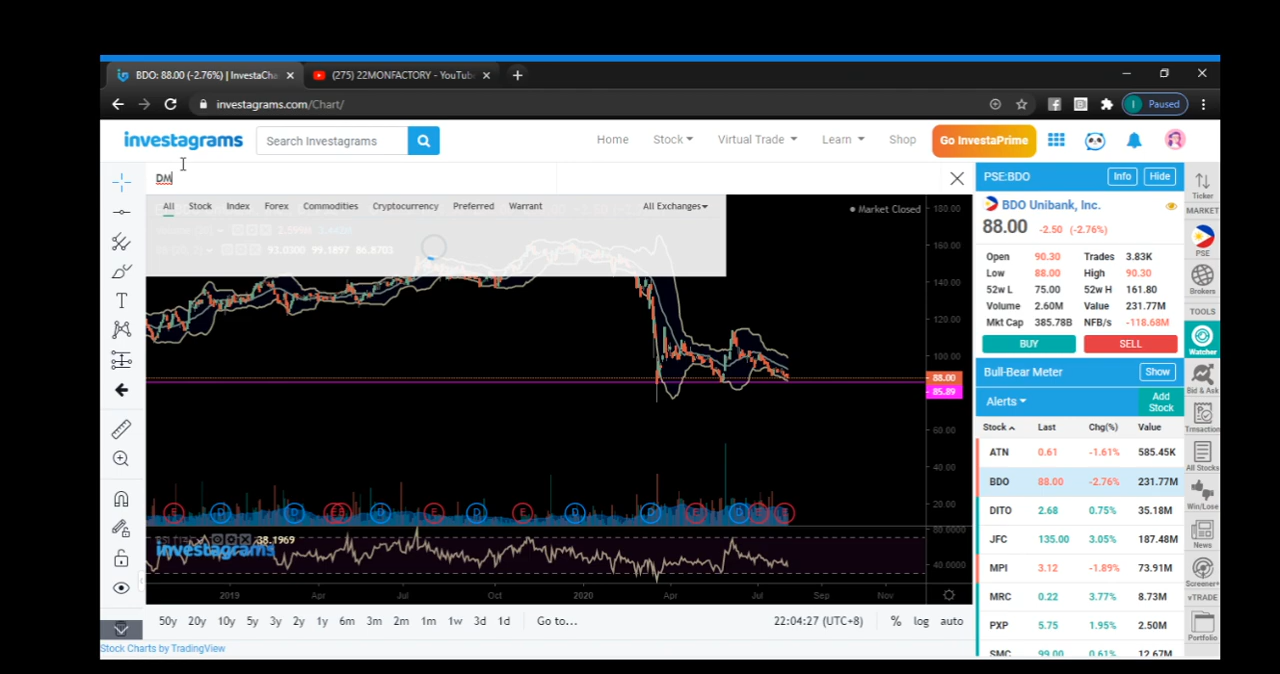 BDO: 88.00 (-2.76%) | InvestaCha
(275) 22MONFACTORY - YouTub
investagrams.com/Chart/
Paused
investagrams
Search Investagrams
Home
Stock
Virtual Trade
Learn
Shop
Go InvestaPrime
DM
All
Stock
Index
Forex
Commodities
Cryptocurrency
Preferred
Warrant
All Exchanges
Market Closed
93.0300 99.1897 86.8703
180.00
160.00
140.00
120.00
100.00
88.00
85.89
60.00
40.00
20.00
80.0000
38.1969
investagrams
40.0000
2019 Apr Jul Oct 2020 Apr Jul Sep Nov
50y 20y 10y 5y 3y 2y 1y 6m 3m 2m 1m 1w 3d 1d Go to...
22:04:27 (UTC+8) % log auto
Stock Charts by TradingView
PSE:BDO Info Hide
BDO Unibank, Inc.
88.00 -2.50 (-2.76%)
Open 90.30 Trades 3.83K
Low 88.00 High 90.30
52w L 75.00 52w H 161.80
Volume 2.60M Value 231.77M
Mkt Cap 385.78B NFB/s -118.68M
BUY SELL
Bull-Bear Meter Show
Alerts Add Stock
Stock Last Chg(%) Value
ATN 0.61 -1.61% 585.45K
BDO 88.00 -2.76% 231.77M
DITO 2.68 0.75% 35.18M
JFC 135.00 3.05% 187.48M
MPI 3.12 -1.89% 73.91M
MRC 0.22 3.77% 8.73M
PXP 5.75 1.95% 2.50M
SMC 99.00 0.61% 12.67M
Ticker
MARKET
PSE
Brokers
TOOLS
Watcher
Bid & Ask
Transaction
All Stocks
Win/Lose
News
Screener+
vTRADE
Portfolio